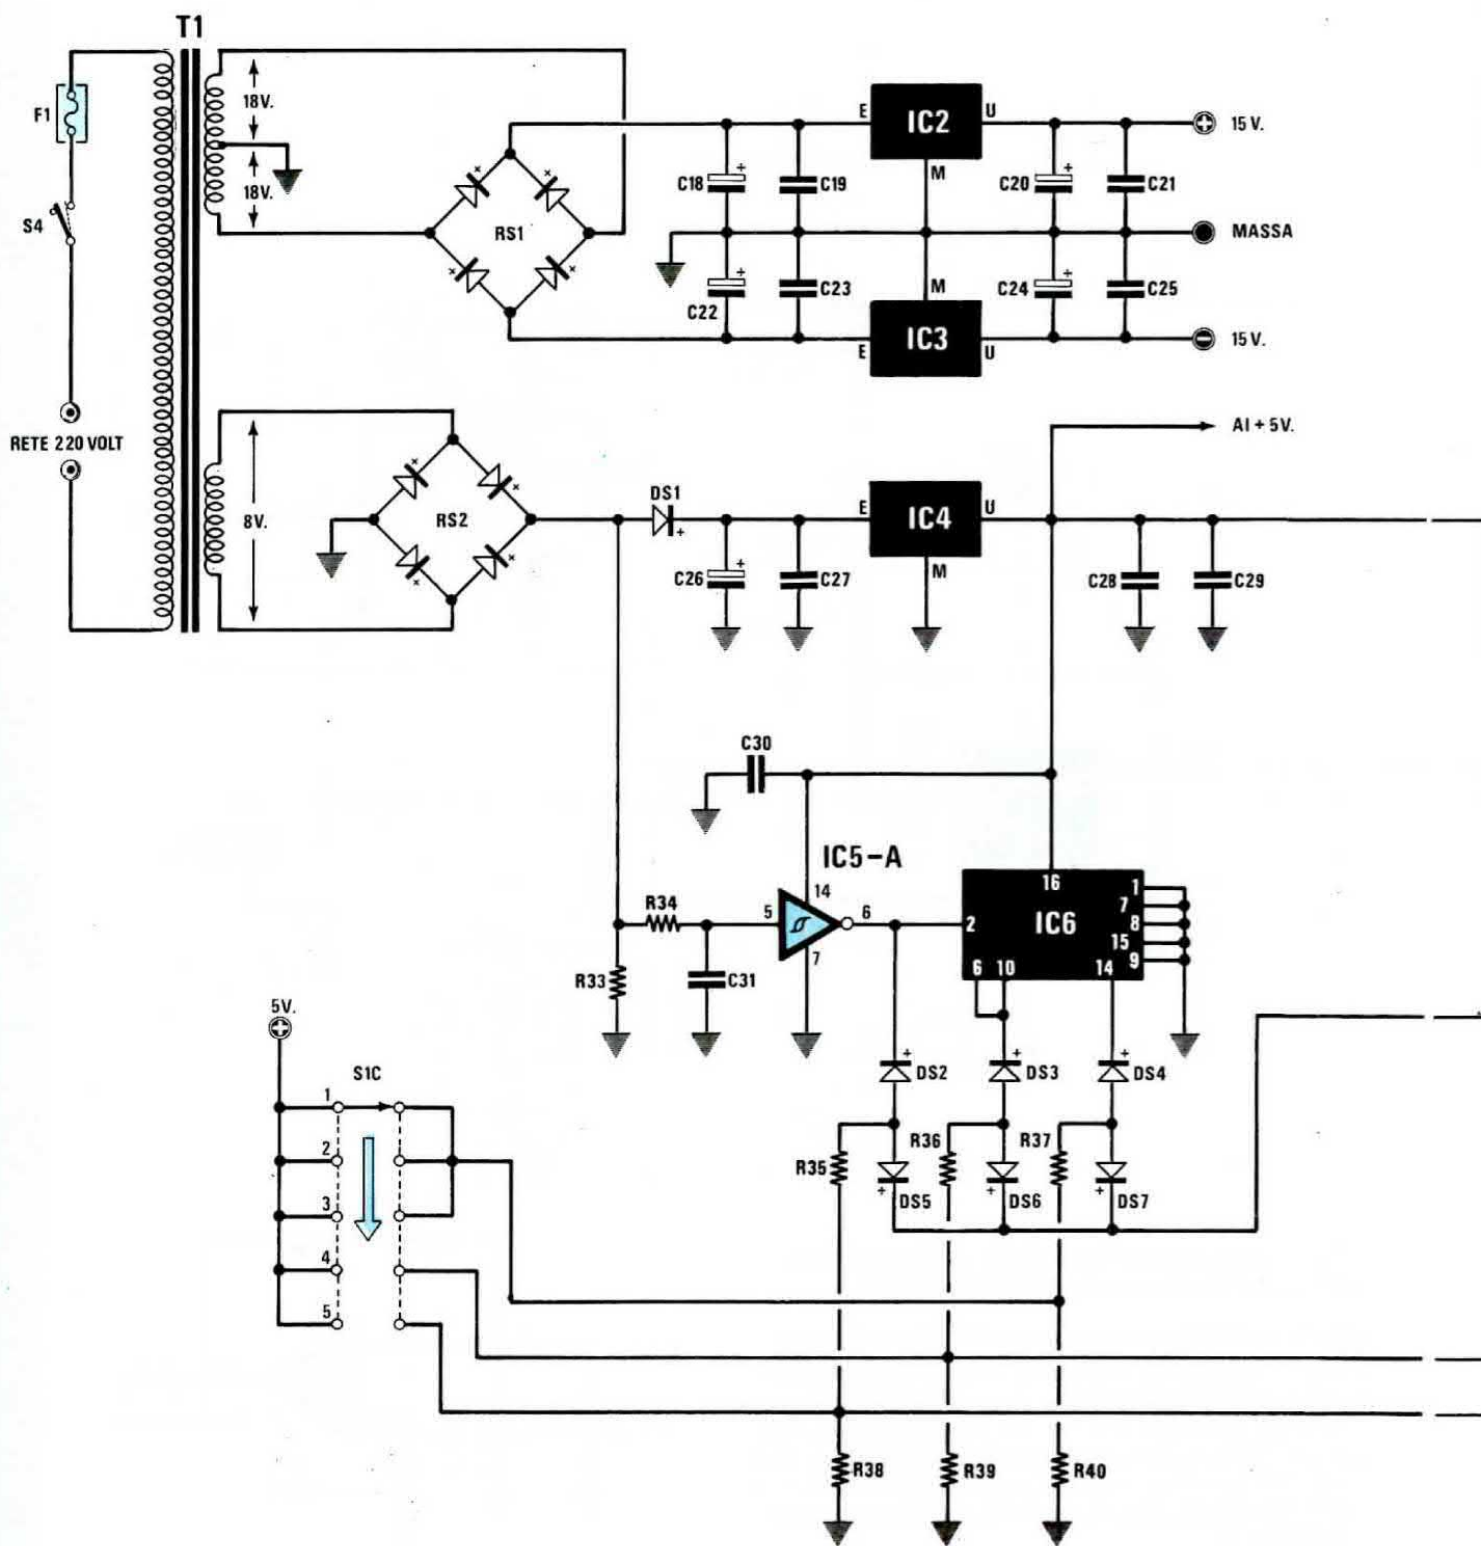 T1
F1
18V.
18V.
S4
RETE 220 VOLT
8V.
RS1
E
IC2
U
M
15 V.
C18
+
C19
C20
+
C21
MASSA
C22
+
C23
M
C24
+
C25
E
IC3
U
15 V.
AI + 5V.
RS2
DS1
+
E
IC4
U
M
C26
+
C27
C28
C29
C30
IC5-A
14
R34
5
6
7
R33
C31
2
16
IC6
1
7
8
15
9
6
10
14
5V.
S1C
1
2
3
4
5
+
DS2
+
DS3
+
DS4
R35
R36
R37
+
DS5
+
DS6
+
DS7
R38
R39
R40